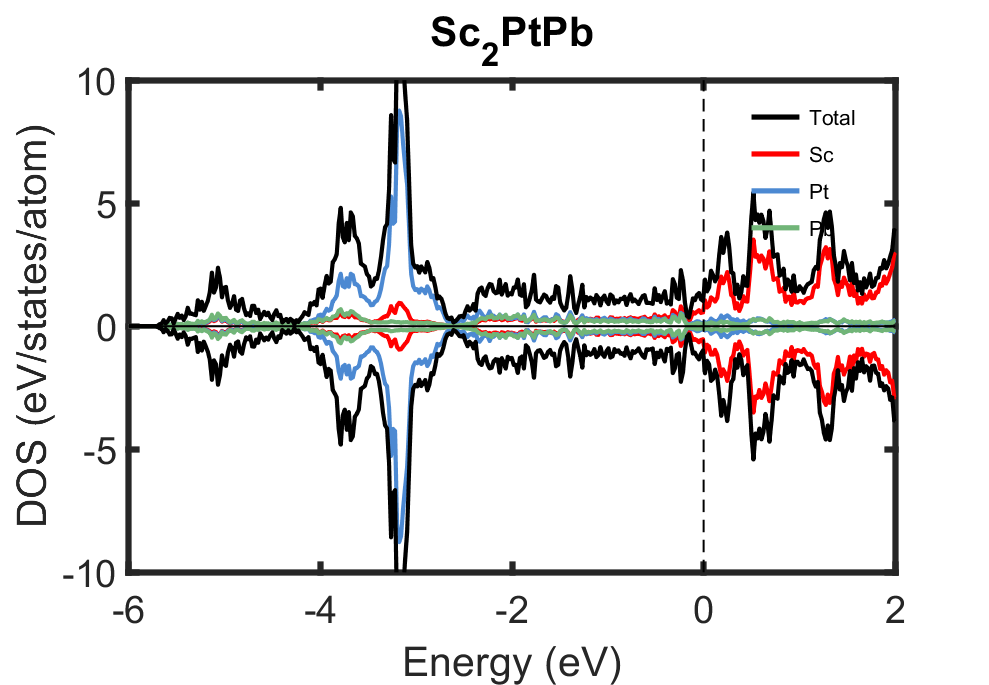 Sc2PtPb
10
5
0
-5
-10
DOS (eV/states/atom)
Total
Sc
Pt
Pb
-6
-4
-2
0
2
Energy (eV)